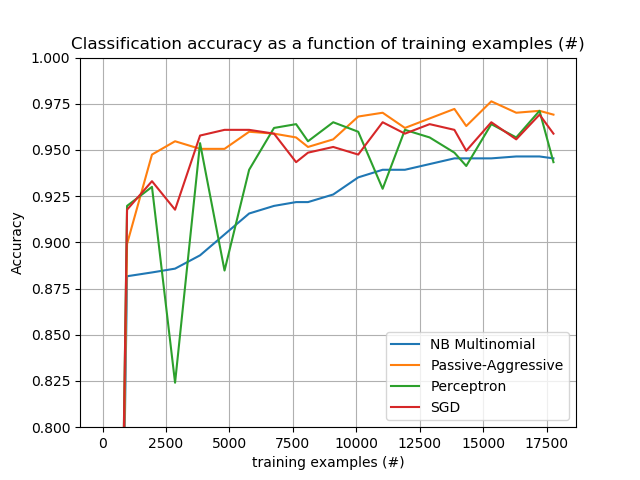 Classification accuracy as a function of training examples (#)
1.000
0.975
0.950
0.925
0.900
0.875
0.850
0.825
0.800
Accuracy
NB Multinomial
Passive-Aggressive
Perceptron
SGD
0 2500 5000 7500 10000 12500 15000 17500
training examples (#)